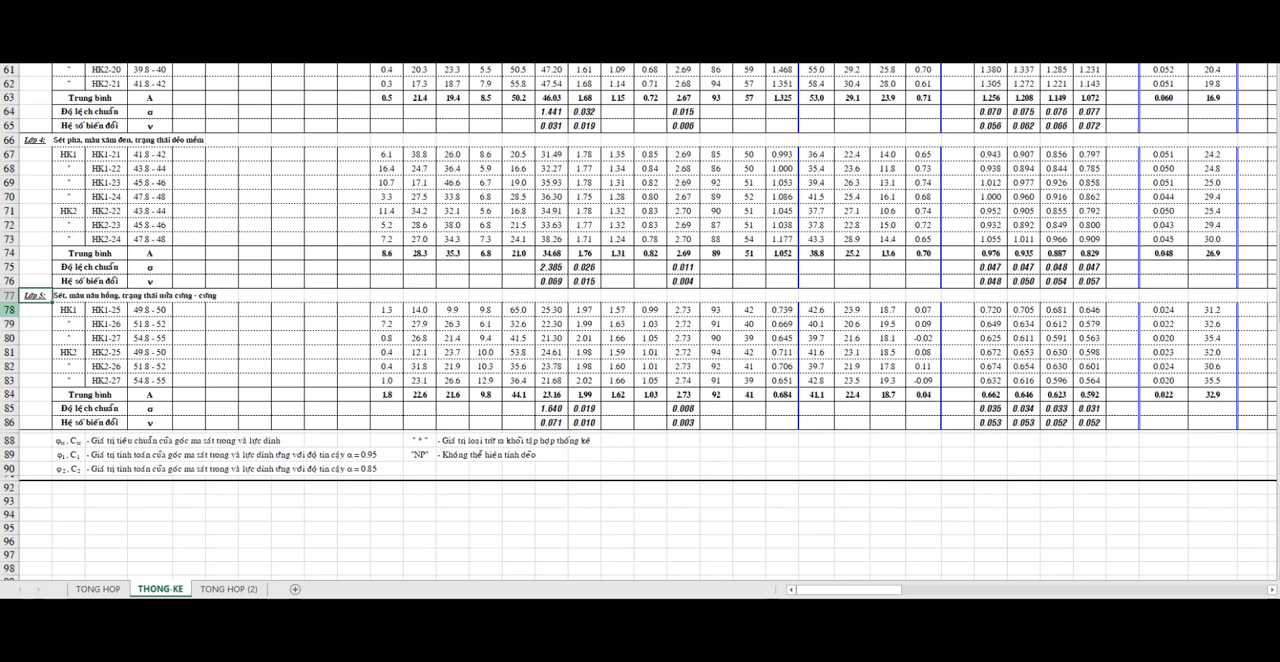 61 " HK2-20 39.8 - 40 0.4 20.3 23.3 5.5 50.5 47.20 1.61 1.09 0.68 2.69 86 59 1.468 55.0 29.2 25.8 0.70 1.380 1.337 1.285 1.231 0.052 20.4
62 " HK2-21 41.8 - 42 0.3 17.3 18.7 7.9 55.8 47.54 1.68 1.14 0.71 2.68 94 57 1.351 58.4 30.4 28.0 0.61 1.305 1.272 1.221 1.143 0.051 19.8
63 Trung bình A 0.5 21.4 19.4 8.5 50.2 46.03 1.68 1.15 0.72 2.67 93 57 1.325 53.0 29.1 23.9 0.71 1.256 1.208 1.149 1.072 0.060 16.9
64 Độ lệch chuẩn σ 1.441 0.032 0.015 0.070 0.075 0.076 0.077
65 Hệ số biến đổi ν 0.031 0.019 0.006 0.056 0.062 0.066 0.072
66 Lớp 4: Sét pha, màu xám đen, trạng thái dẻo mềm
67 HK1 HK1-21 41.8 - 42 6.1 38.8 26.0 8.6 20.5 31.49 1.78 1.35 0.85 2.69 85 50 0.993 36.4 22.4 14.0 0.65 0.943 0.907 0.856 0.797 0.051 24.2
68 " HK1-22 43.8 - 44 16.4 24.7 36.4 5.9 16.6 32.27 1.77 1.34 0.84 2.68 86 50 1.000 35.4 23.6 11.8 0.73 0.938 0.894 0.844 0.785 0.050 24.8
69 " HK1-23 45.8 - 46 10.7 17.1 46.6 6.7 19.0 35.93 1.78 1.31 0.82 2.69 92 51 1.053 39.4 26.3 13.1 0.74 1.012 0.977 0.926 0.858 0.051 25.0
70 " HK1-24 47.8 - 48 3.3 27.5 33.8 6.8 28.5 36.30 1.75 1.28 0.80 2.67 89 52 1.086 41.5 25.4 16.1 0.68 1.000 0.960 0.916 0.862 0.044 29.4
71 HK2 HK2-22 43.8 - 44 11.4 34.2 32.1 5.6 16.8 34.91 1.78 1.32 0.83 2.70 90 51 1.045 37.7 27.1 10.6 0.74 0.952 0.905 0.855 0.792 0.050 25.4
72 " HK2-23 45.8 - 46 5.2 28.6 38.0 6.8 21.5 33.63 1.77 1.32 0.83 2.69 87 51 1.038 37.8 22.8 15.0 0.72 0.932 0.892 0.849 0.800 0.043 29.4
73 " HK2-24 47.8 - 48 7.2 27.0 34.3 7.3 24.1 38.26 1.71 1.24 0.78 2.70 88 54 1.177 43.3 28.9 14.4 0.65 1.055 1.011 0.966 0.909 0.045 30.0
74 Trung bình A 8.6 28.3 35.3 6.8 21.0 34.68 1.76 1.31 0.82 2.69 89 51 1.052 38.8 25.2 13.6 0.70 0.976 0.935 0.887 0.829 0.048 26.9
75 Độ lệch chuẩn σ 2.385 0.026 0.011 0.047 0.047 0.048 0.047
76 Hệ số biến đổi ν 0.069 0.015 0.004 0.048 0.050 0.054 0.057
77 Lớp 5: Sét, màu nâu hồng, trạng thái nửa cứng - cứng
78 HK1 HK1-25 49.8 - 50 1.3 14.0 9.9 9.8 65.0 25.30 1.97 1.57 0.99 2.73 93 42 0.739 42.6 23.9 18.7 0.07 0.720 0.705 0.681 0.646 0.024 31.2
79 " HK1-26 51.8 - 52 7.2 27.9 26.3 6.1 32.6 22.30 1.99 1.63 1.03 2.72 91 40 0.669 40.1 20.6 19.5 0.09 0.649 0.634 0.612 0.579 0.022 32.6
80 " HK1-27 54.8 - 55 0.8 26.8 21.4 9.4 41.5 21.30 2.01 1.66 1.05 2.73 90 39 0.645 39.7 21.6 18.1 -0.02 0.625 0.611 0.591 0.563 0.020 35.4
81 HK2 HK2-25 49.8 - 50 0.4 12.1 23.7 10.0 53.8 24.61 1.98 1.59 1.01 2.72 94 42 0.711 41.6 23.1 18.5 0.08 0.672 0.653 0.630 0.598 0.023 32.0
82 " HK2-26 51.8 - 52 0.4 31.8 21.9 10.3 35.6 23.78 1.98 1.60 1.01 2.73 92 41 0.706 39.7 21.9 17.8 0.11 0.674 0.654 0.630 0.601 0.024 30.6
83 " HK2-27 54.8 - 55 1.0 23.1 26.6 12.9 36.4 21.68 2.02 1.66 1.05 2.74 91 39 0.651 42.8 23.5 19.3 -0.09 0.632 0.616 0.596 0.564 0.020 35.5
84 Trung bình A 1.8 22.6 21.6 9.8 44.1 23.16 1.99 1.62 1.03 2.73 92 41 0.684 41.1 22.4 18.7 0.04 0.662 0.646 0.623 0.592 0.022 32.9
85 Độ lệch chuẩn σ 1.640 0.019 0.008 0.035 0.034 0.033 0.031
86 Hệ số biến đổi ν 0.071 0.010 0.003 0.053 0.053 0.052 0.052
88 φtc, Ctc - Giá trị tiêu chuẩn của góc ma sát trong và lực dính " * " - Giá trị loại trừ ra khỏi tập hợp thống kê
89 φ1, C1 - Giá trị tính toán của góc ma sát trong và lực dính ứng với độ tin cậy α = 0.95 "NP" - Không thể hiện tính dẻo
90 φ2, C2 - Giá trị tính toán của góc ma sát trong và lực dính ứng với độ tin cậy α = 0.85
92
93
94
95
96
97
98
TONG HOP THONG-KE TONG HOP (2)